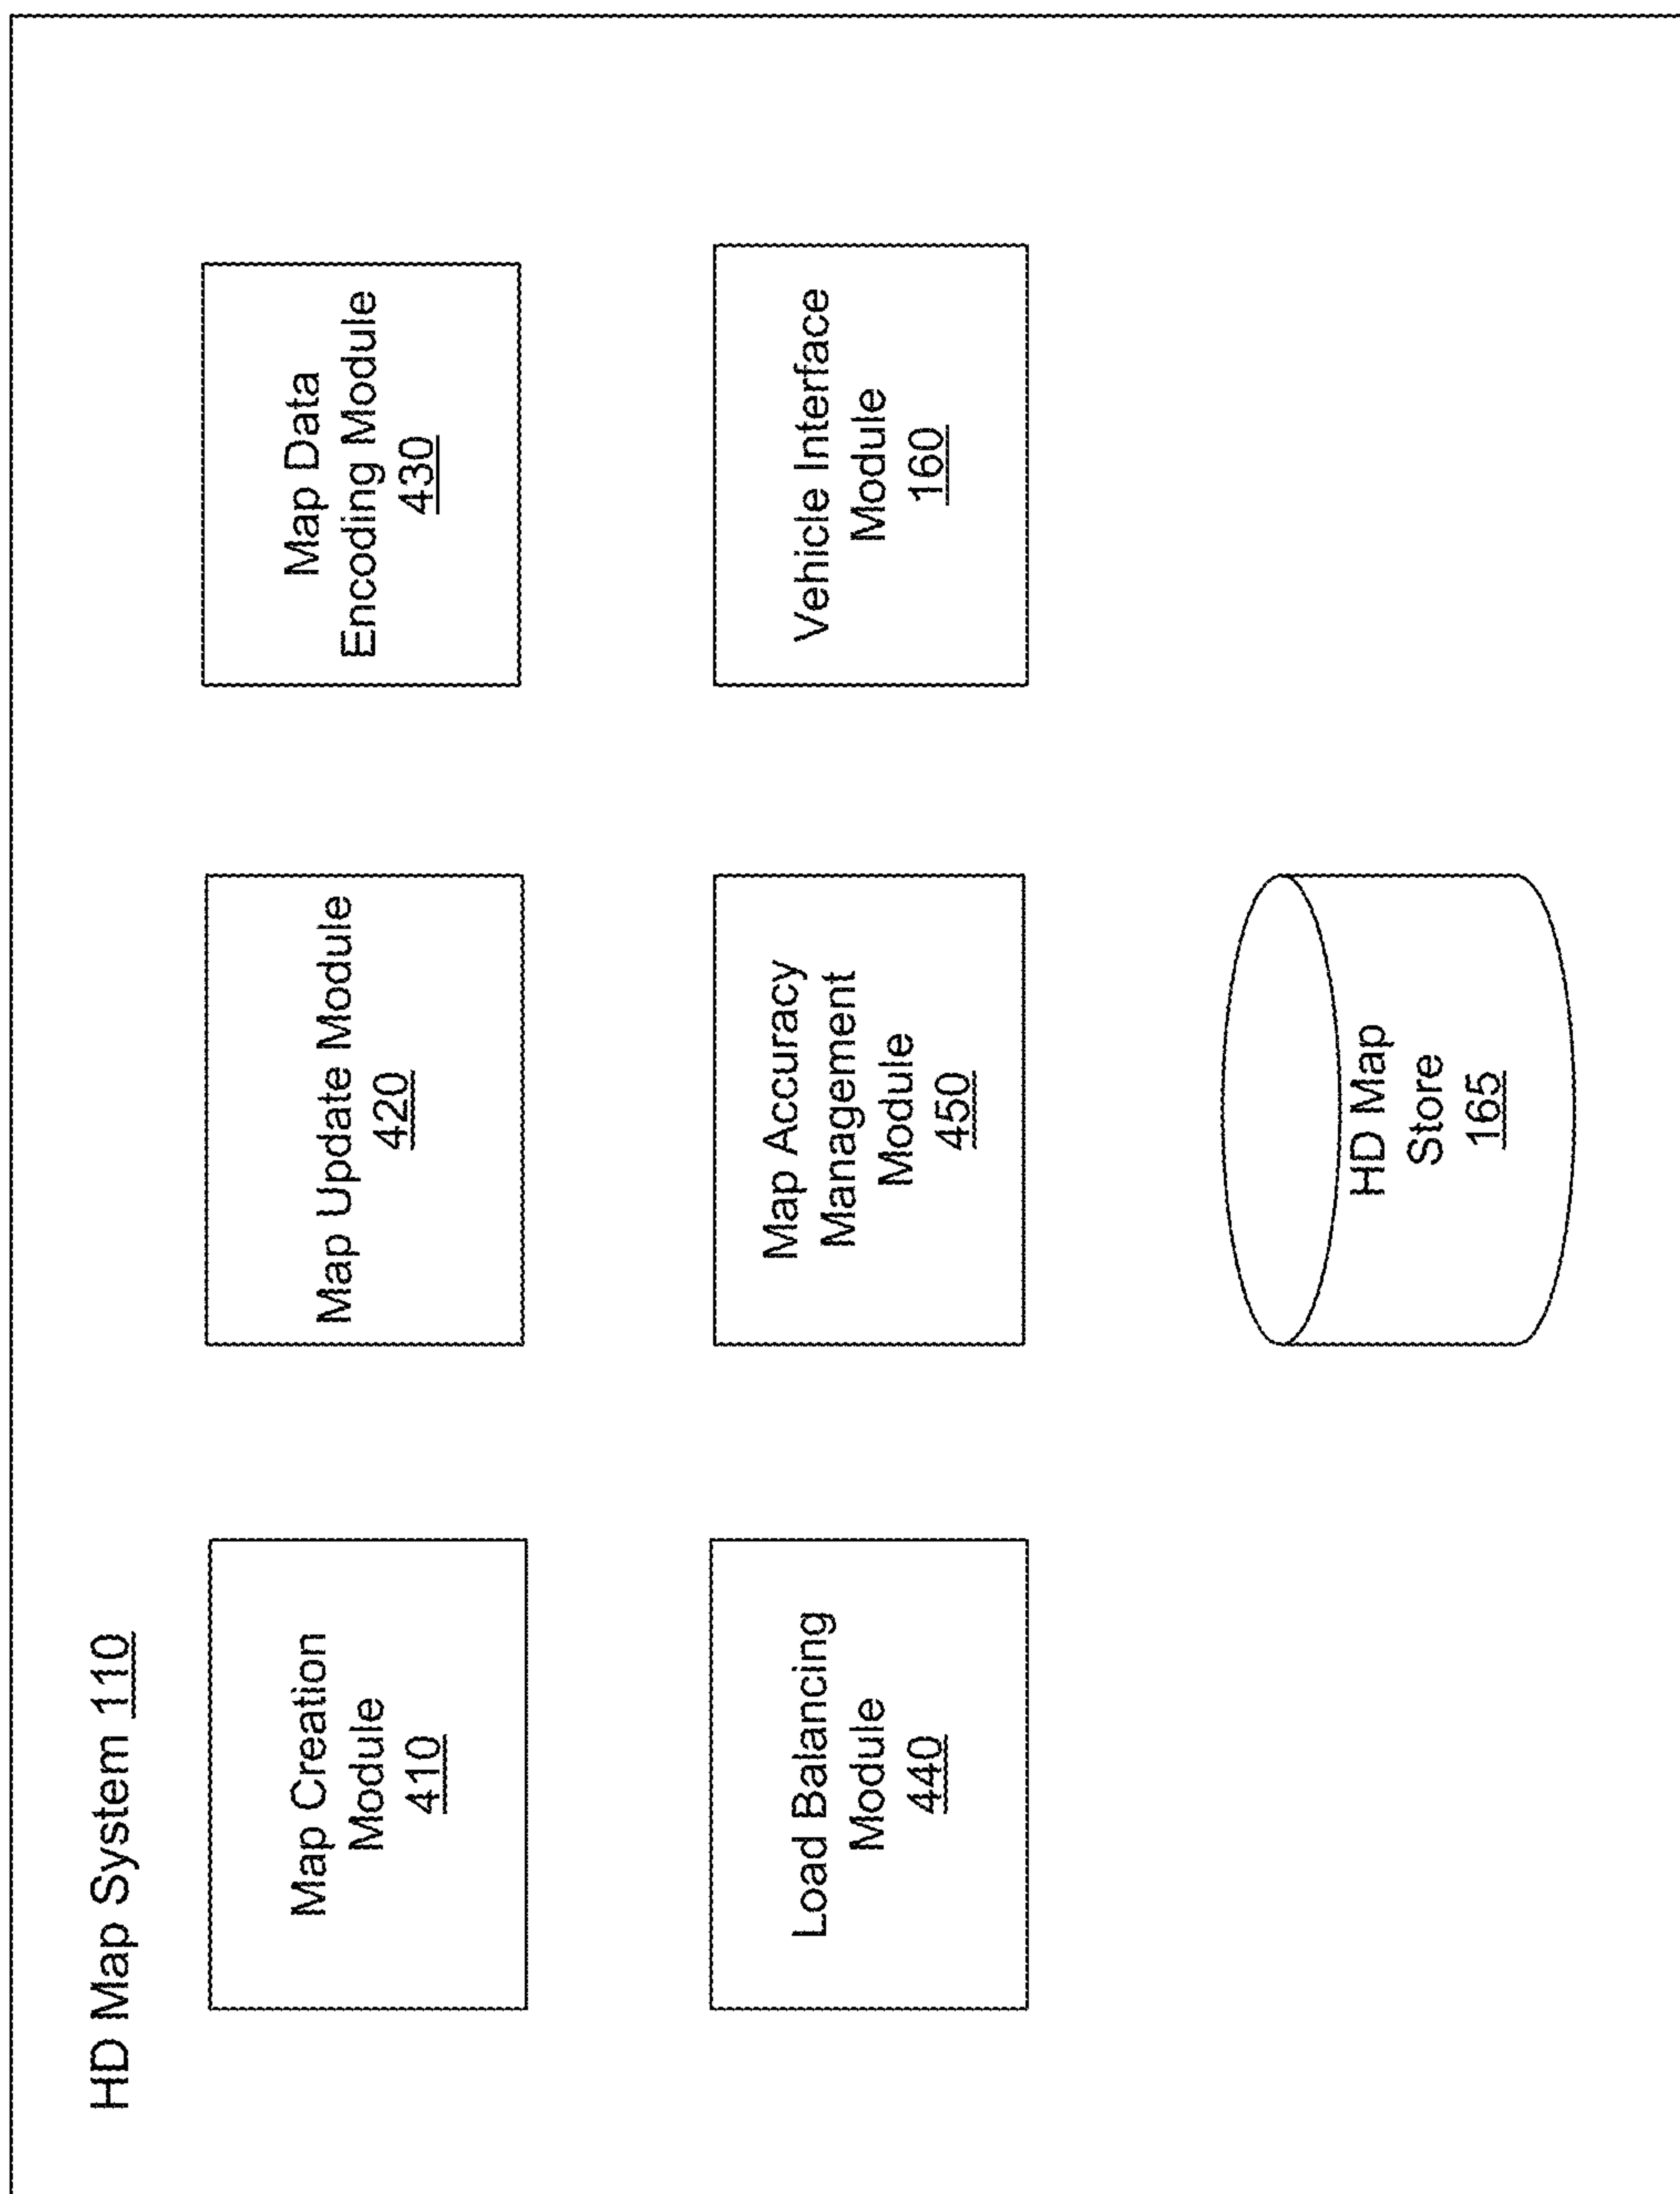 HD Map System 110
Map Creation
Module
410
Map Update Module
420
Map Data
Encoding Module
430
Load Balancing
Module
440
Map Accuracy
Management
Module
450
Vehicle Interface
Module
160
HD Map
Store
165